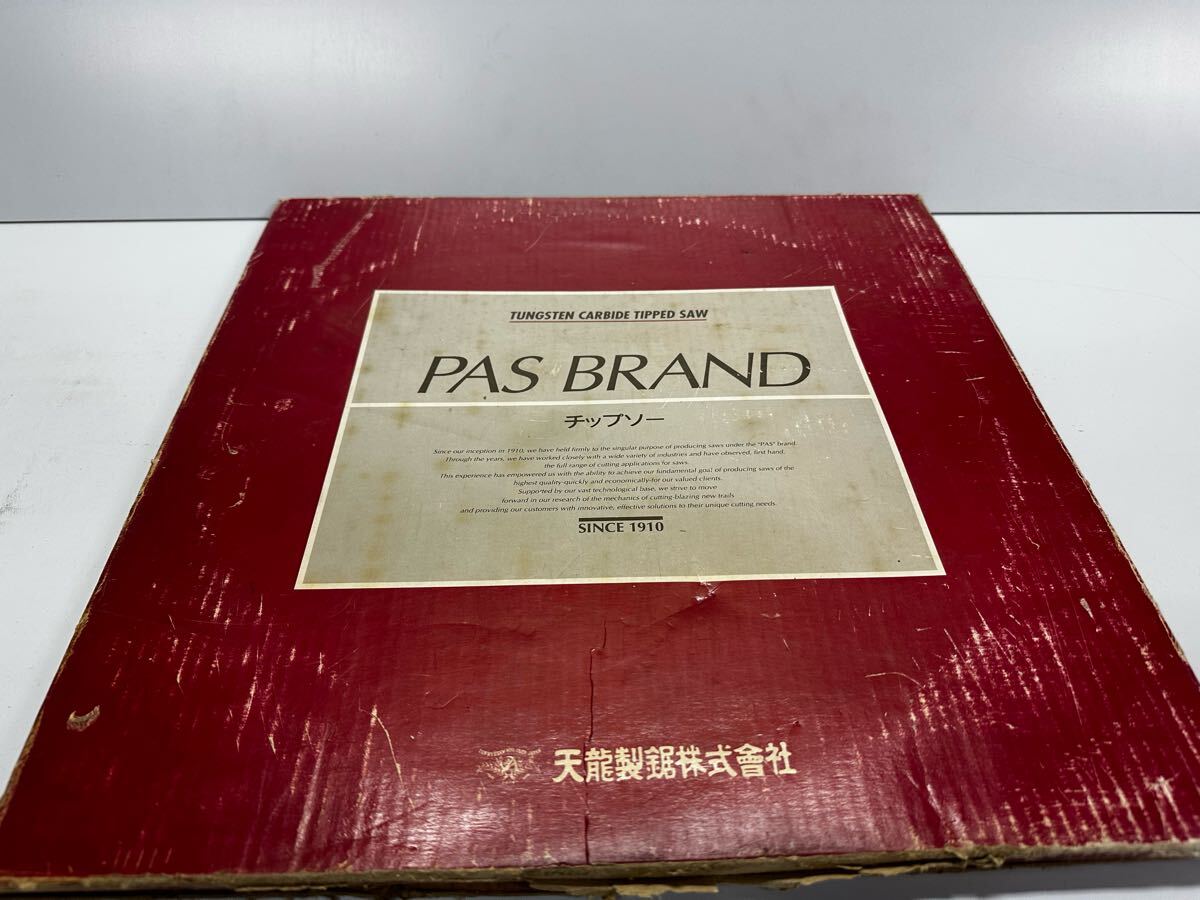 TUNGSTEN CARBIDE TIPPED SAW
PAS BRAND
チップソー
Since our inception in 1910, we have held firmly to the singular purpose of producing saws under the "PAS" brand.
Through the years, we have worked closely with a wide variety of industries and have observed, first hand,
the full range of cutting applications for saws.
This experience has empowered us with the ability to achieve our fundamental goal of producing saws of the
highest quality-quickly and economically-for our valued clients.
Supported by our vast technological base, we strive to move
forward in our research of the mechanics of cutting-blazing new trails
and providing our customers with innovative, effective solutions to their unique cutting needs.
SINCE 1910
天龍製鋸株式會社